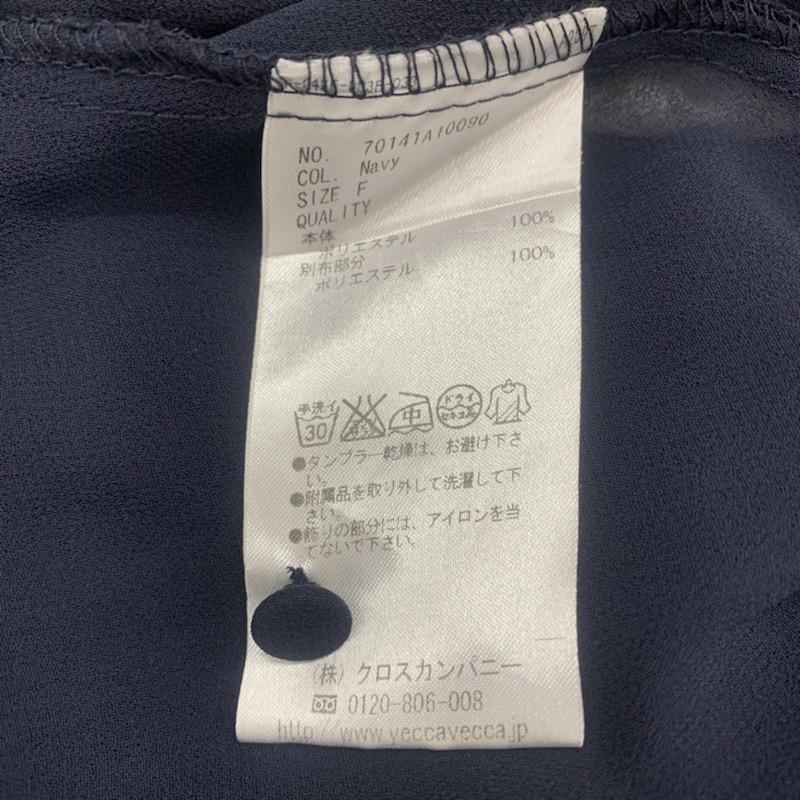 NO. 70141A10090
COL. Navy
SIZE F
QUALITY
本体
ポリエステル 100%
別布部分
ポリエステル 100%
手洗イ 30 中 ドライ セキユ系
●タンブラー乾燥は、お避け下さ
い。
●附属品を取り外して洗濯して下
さい。
●飾りの部分には、アイロンを当
てないで下さい。
(株) クロスカンパニー
0120-806-008
http://www.yeccavecca.jp